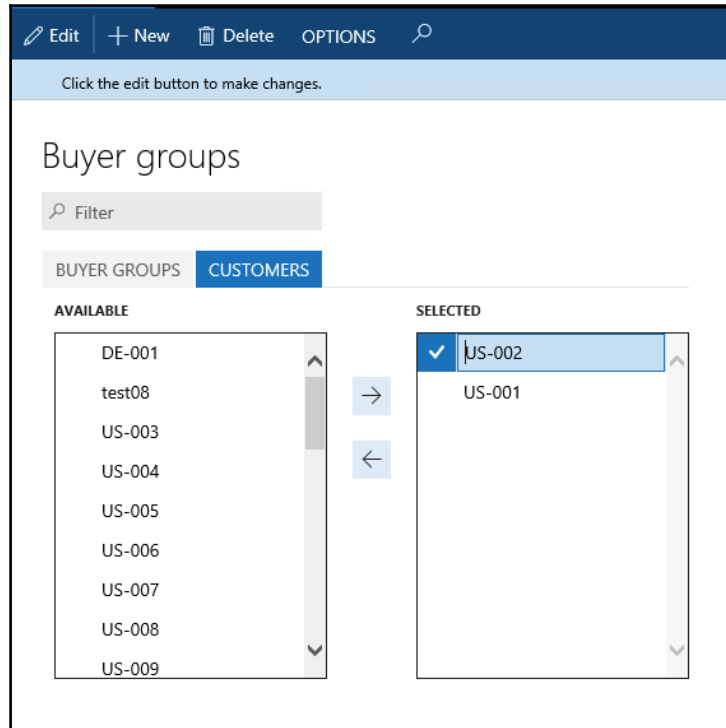 Edit New Delete OPTIONS
Click the edit button to make changes.
Buyer groups
Filter
BUYER GROUPS CUSTOMERS
AVAILABLE
DE-001
test08
US-003
US-004
US-005
US-006
US-007
US-008
US-009
SELECTED
US-002
US-001